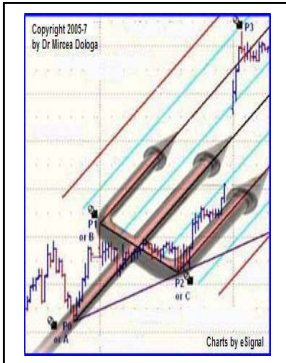 Copyright 2005-7
by Dr Mircea Dologa
P3
P1
or B
P2
or C
P0
or A
Charts by eSignal